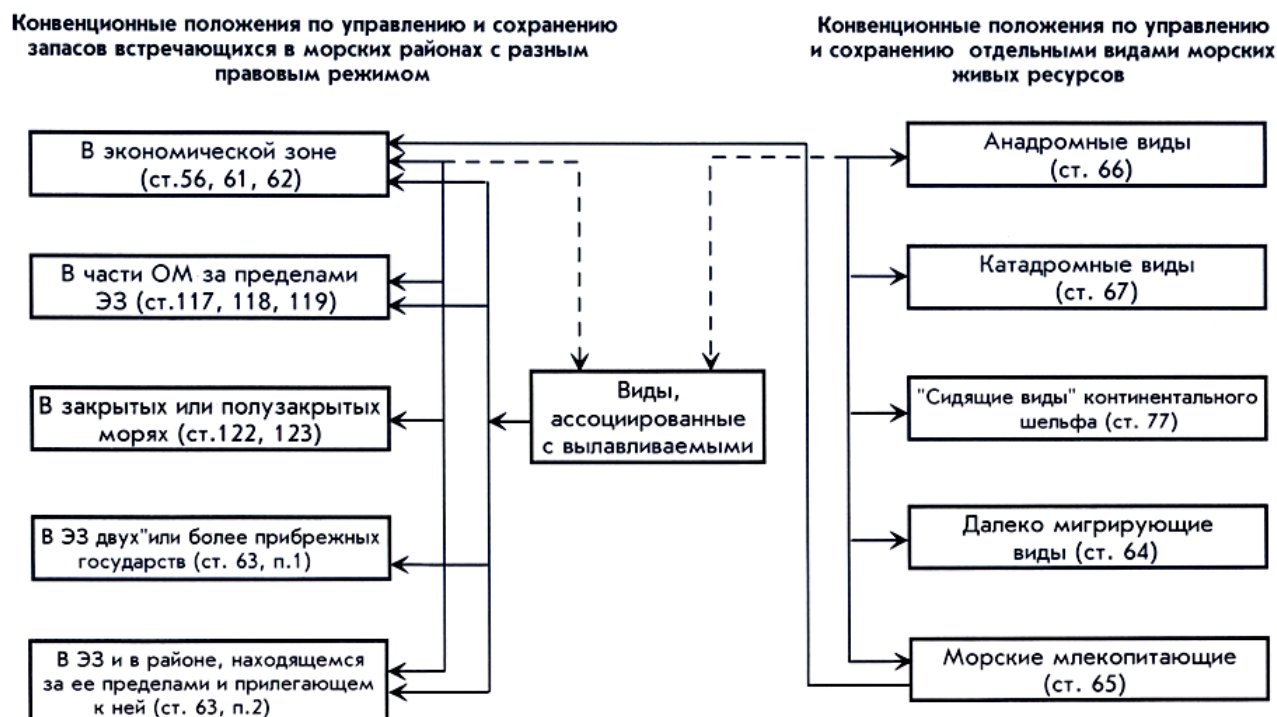 Конвенционные положения по управлению и сохранению
запасов встречающихся в морских районах с разным
правовым режимом
В экономической зоне
(ст.56, 61, 62)
В части ОМ за пределами
ЭЗ (ст.117, 118, 119)
В закрытых или полузакрытых
морях (ст.122, 123)
В ЭЗ двух"или более прибрежных
государств (ст. 63, п.1)
В ЭЗ и в районе, находящемся
за ее пределами и прилегающем
к ней (ст. 63, п.2)
Виды,
ассоциированные
с вылавливаемыми
Конвенционные положения по управлению
и сохранению отдельными видами морских
живых ресурсов
Анадромные виды
(ст. 66)
Катадромные виды
(ст. 67)
"Сидящие виды" континентального
шельфа (ст. 77)
Далеко мигрирующие
виды (ст. 64)
Морские млекопитающие
(ст. 65)